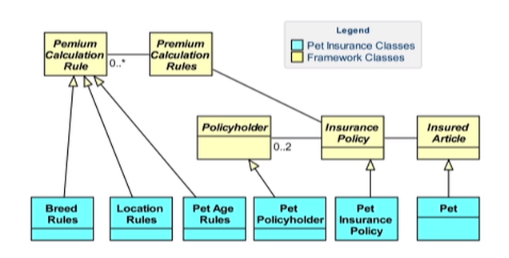 Legend
Pet Insurance Classes
Framework Classes
Pemium
Calculation
Rule
0..*
Premium
Calculation
Rules
Policyholder
0..2
Insurance
Policy
Insured
Article
Breed
Rules
Location
Rules
Pet Age
Rules
Pet
Policyholder
Pet
Insurance
Policy
Pet